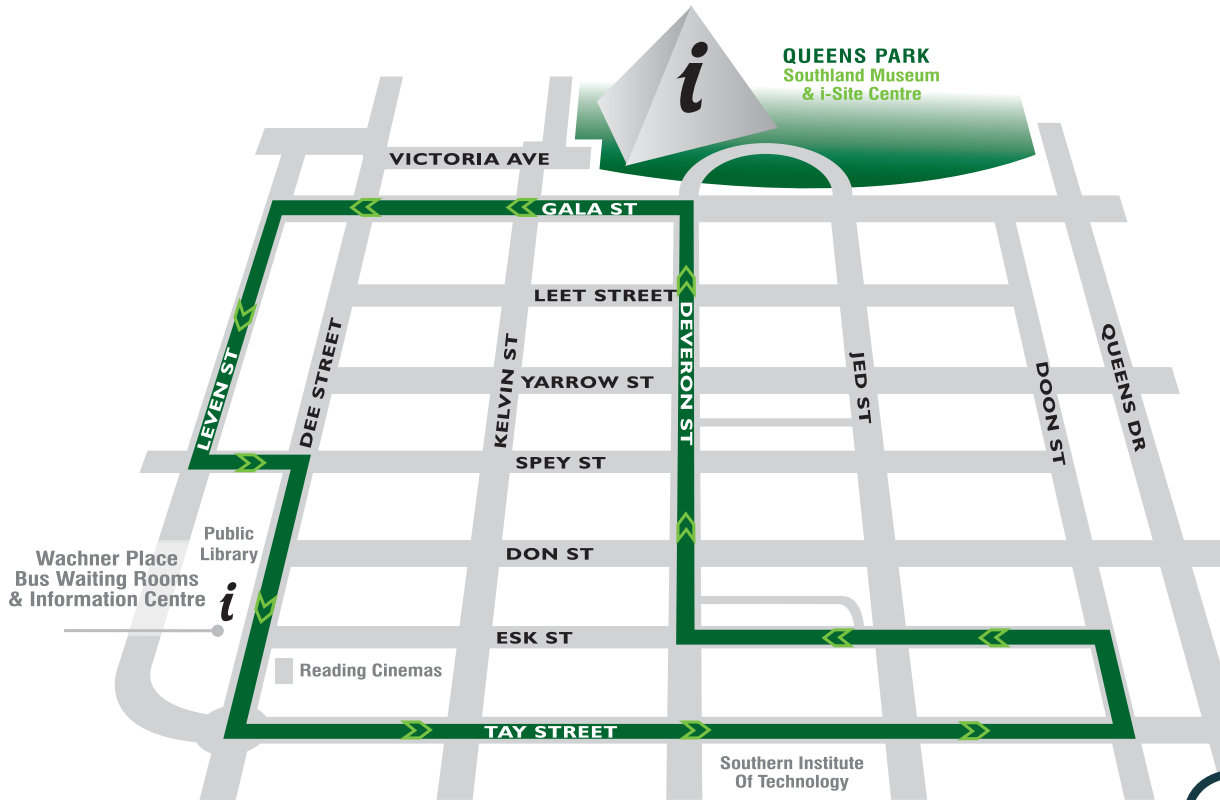 i
QUEENS PARK
Southland Museum
& i-Site Centre
VICTORIA AVE
GALA ST
LEET STREET
DEVERON ST
QUEENS DR
DEE STREET
KELVIN ST
LEVEN ST
JED ST
DOON ST
YARROW ST
SPEY ST
Public
Library
DON ST
Wachner Place
Bus Waiting Rooms
& Information Centre
i
ESK ST
Reading Cinemas
TAY STREET
Southern Institute
Of Technology